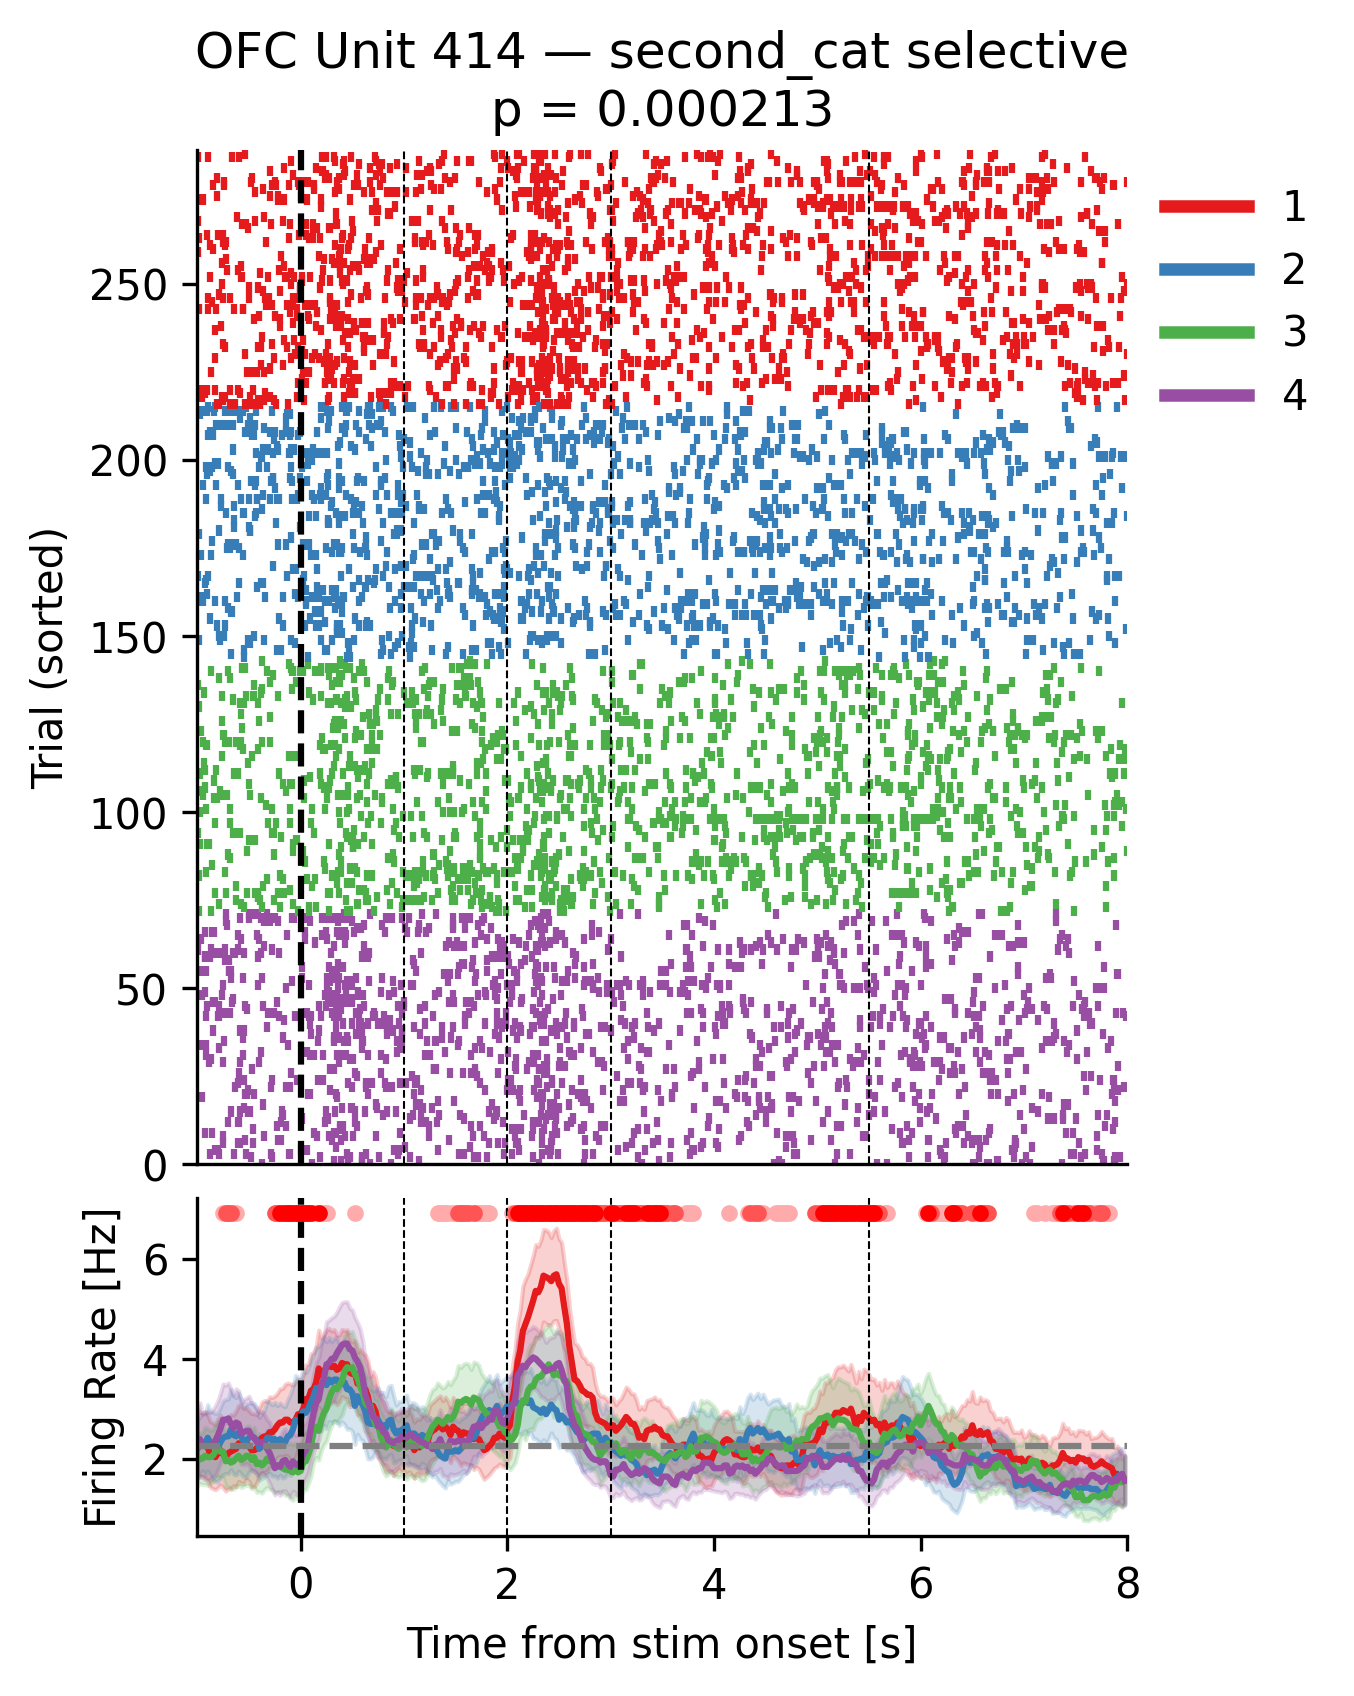 OFC Unit 414 — second_cat selective
p = 0.000213
1
2
3
4
250
200
150
100
50
0
Trial (sorted)
6
4
2
Firing Rate [Hz]
0 2 4 6 8
Time from stim onset [s]